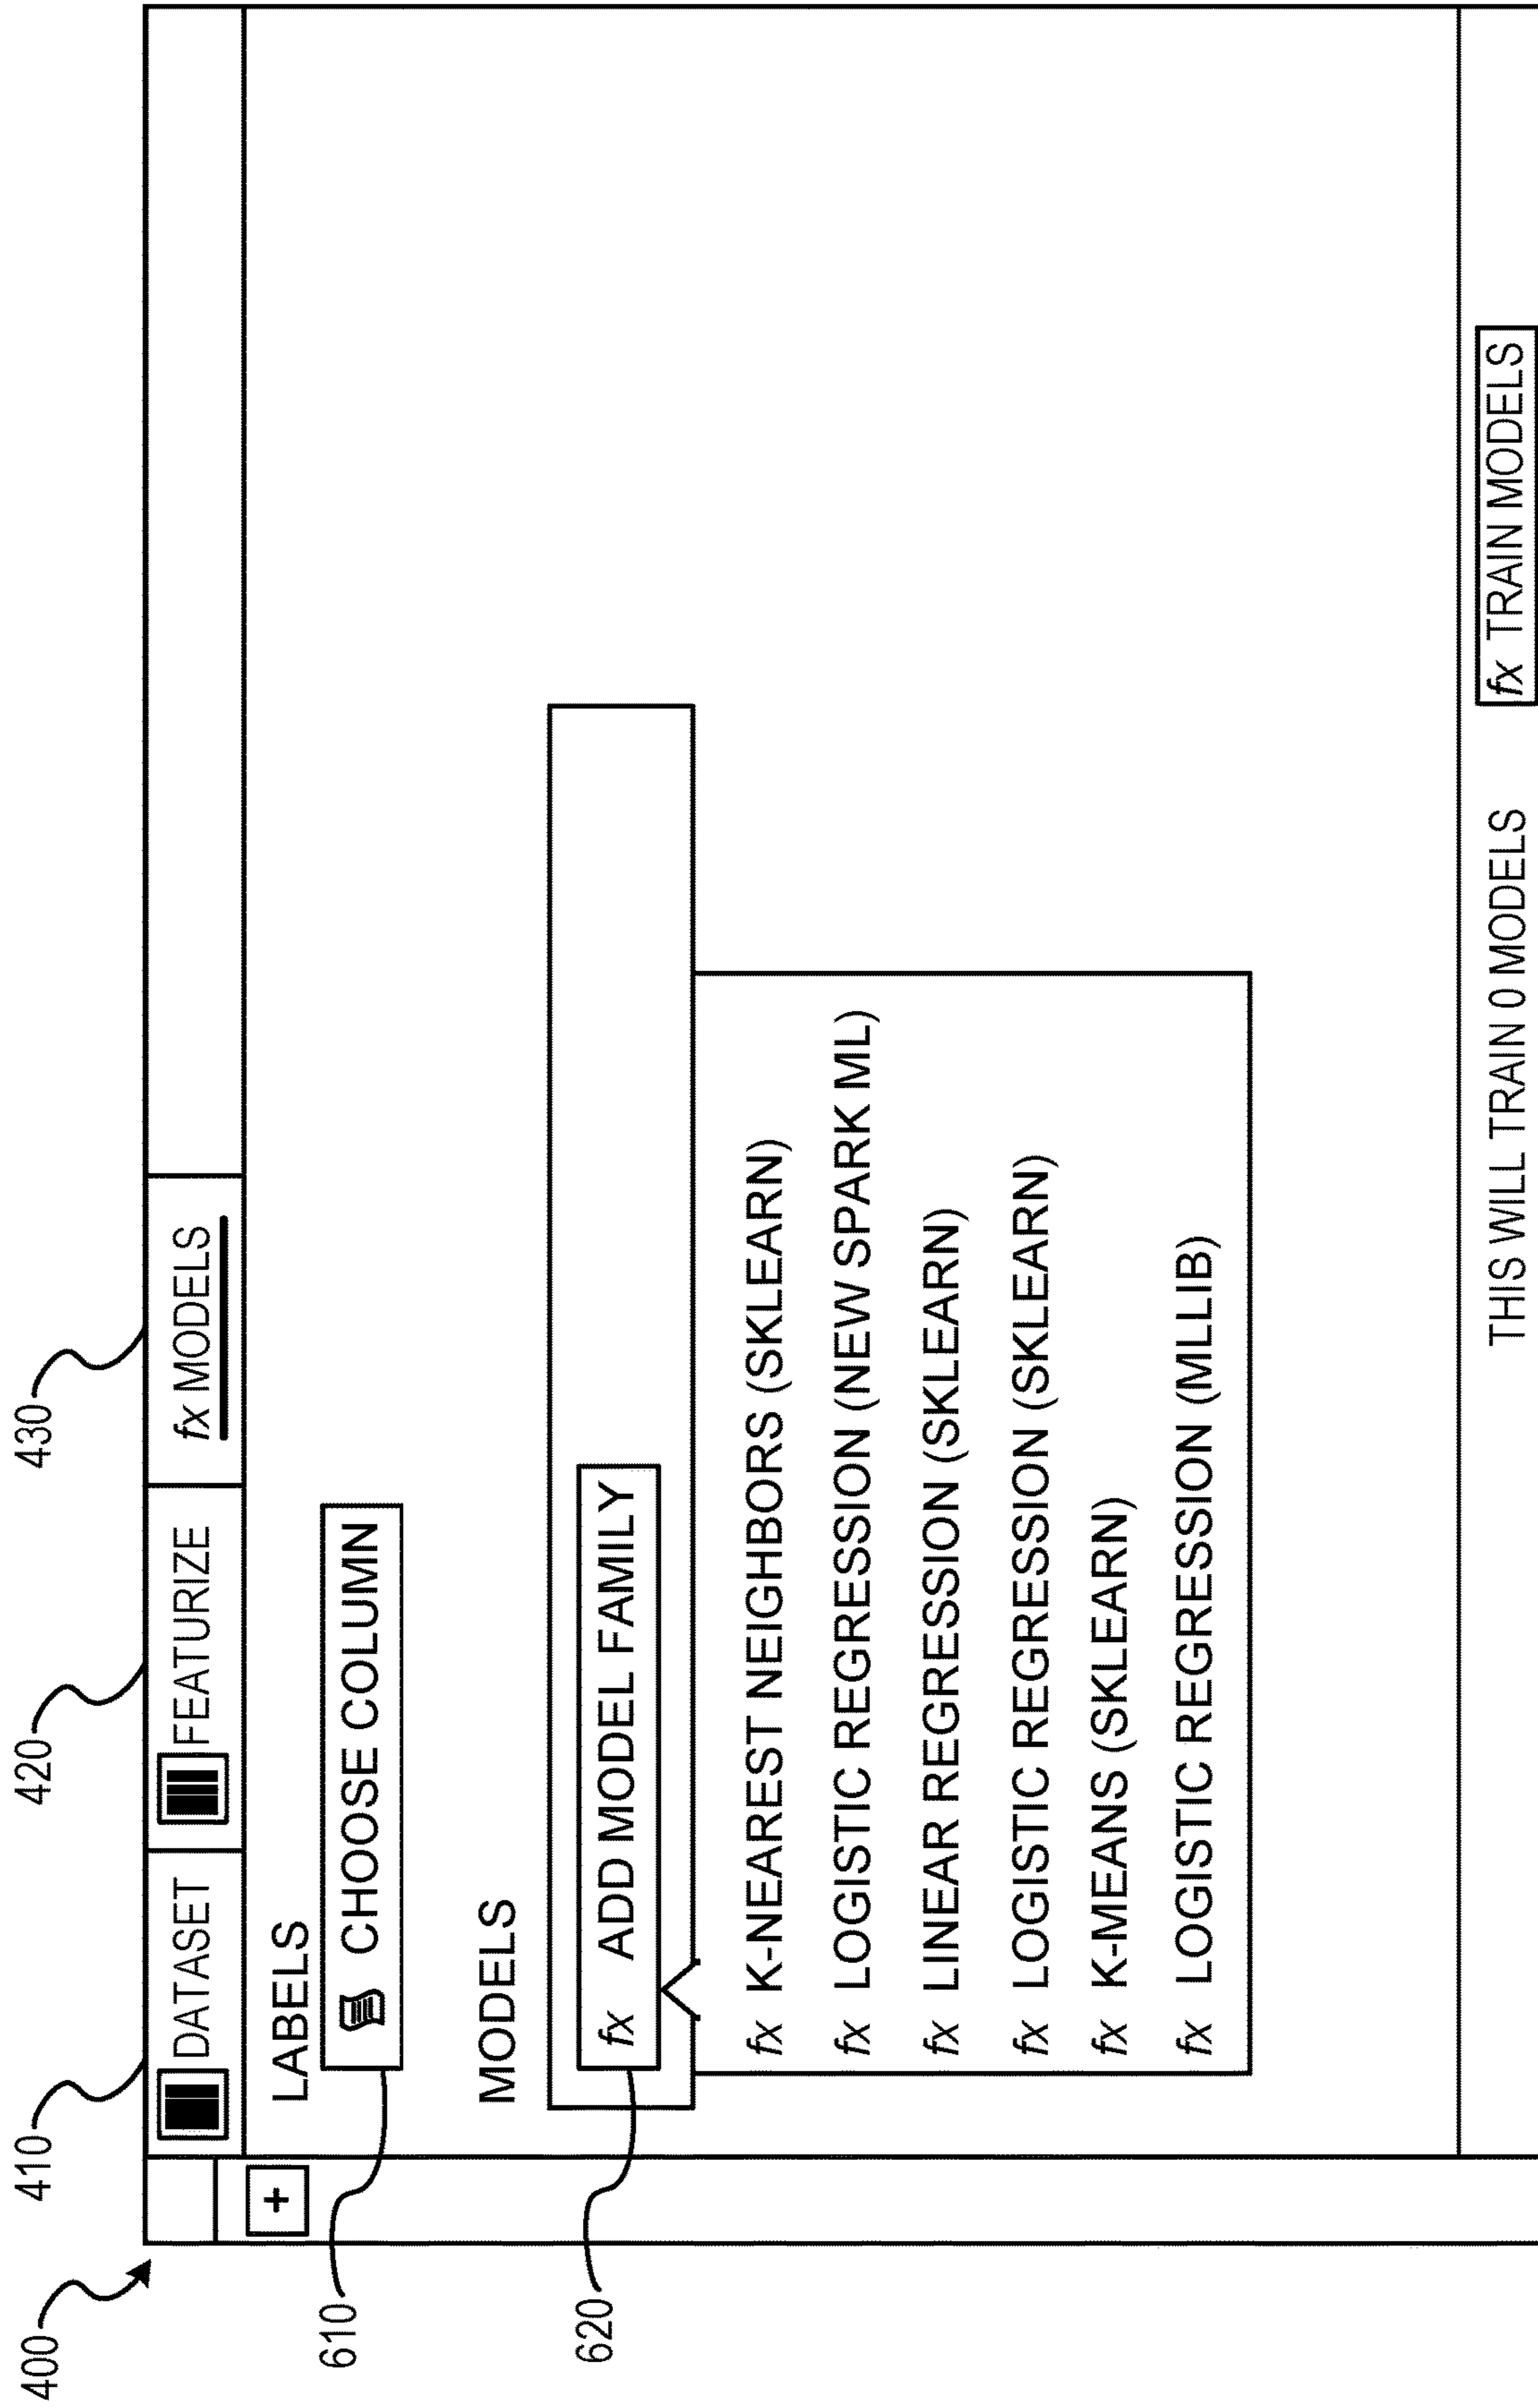 400
410
420
430
DATASET
FEATURIZE
fx MODELS
+
LABELS
610
CHOOSE COLUMN
MODELS
620
fx ADD MODEL FAMILY
fx K-NEAREST NEIGHBORS (SKLEARN)
fx LOGISTIC REGRESSION (NEW SPARK ML)
fx LINEAR REGRESSION (SKLEARN)
fx LOGISTIC REGRESSION (SKLEARN)
fx K-MEANS (SKLEARN)
fx LOGISTIC REGRESSION (MLLIB)
THIS WILL TRAIN 0 MODELS
fx TRAIN MODELS